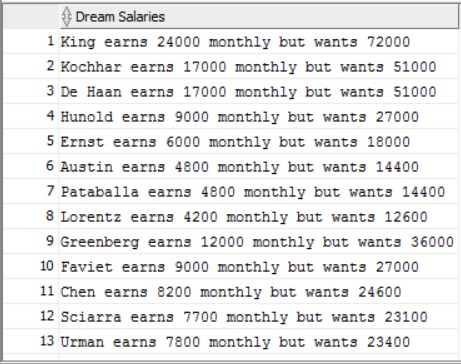 Dream Salaries
1 King earns 24000 monthly but wants 72000
2 Kochhar earns 17000 monthly but wants 51000
3 De Haan earns 17000 monthly but wants 51000
4 Hunold earns 9000 monthly but wants 27000
5 Ernst earns 6000 monthly but wants 18000
6 Austin earns 4800 monthly but wants 14400
7 Pataballa earns 4800 monthly but wants 14400
8 Lorentz earns 4200 monthly but wants 12600
9 Greenberg earns 12000 monthly but wants 36000
10 Faviet earns 9000 monthly but wants 27000
11 Chen earns 8200 monthly but wants 24600
12 Sciarra earns 7700 monthly but wants 23100
13 Urman earns 7800 monthly but wants 23400